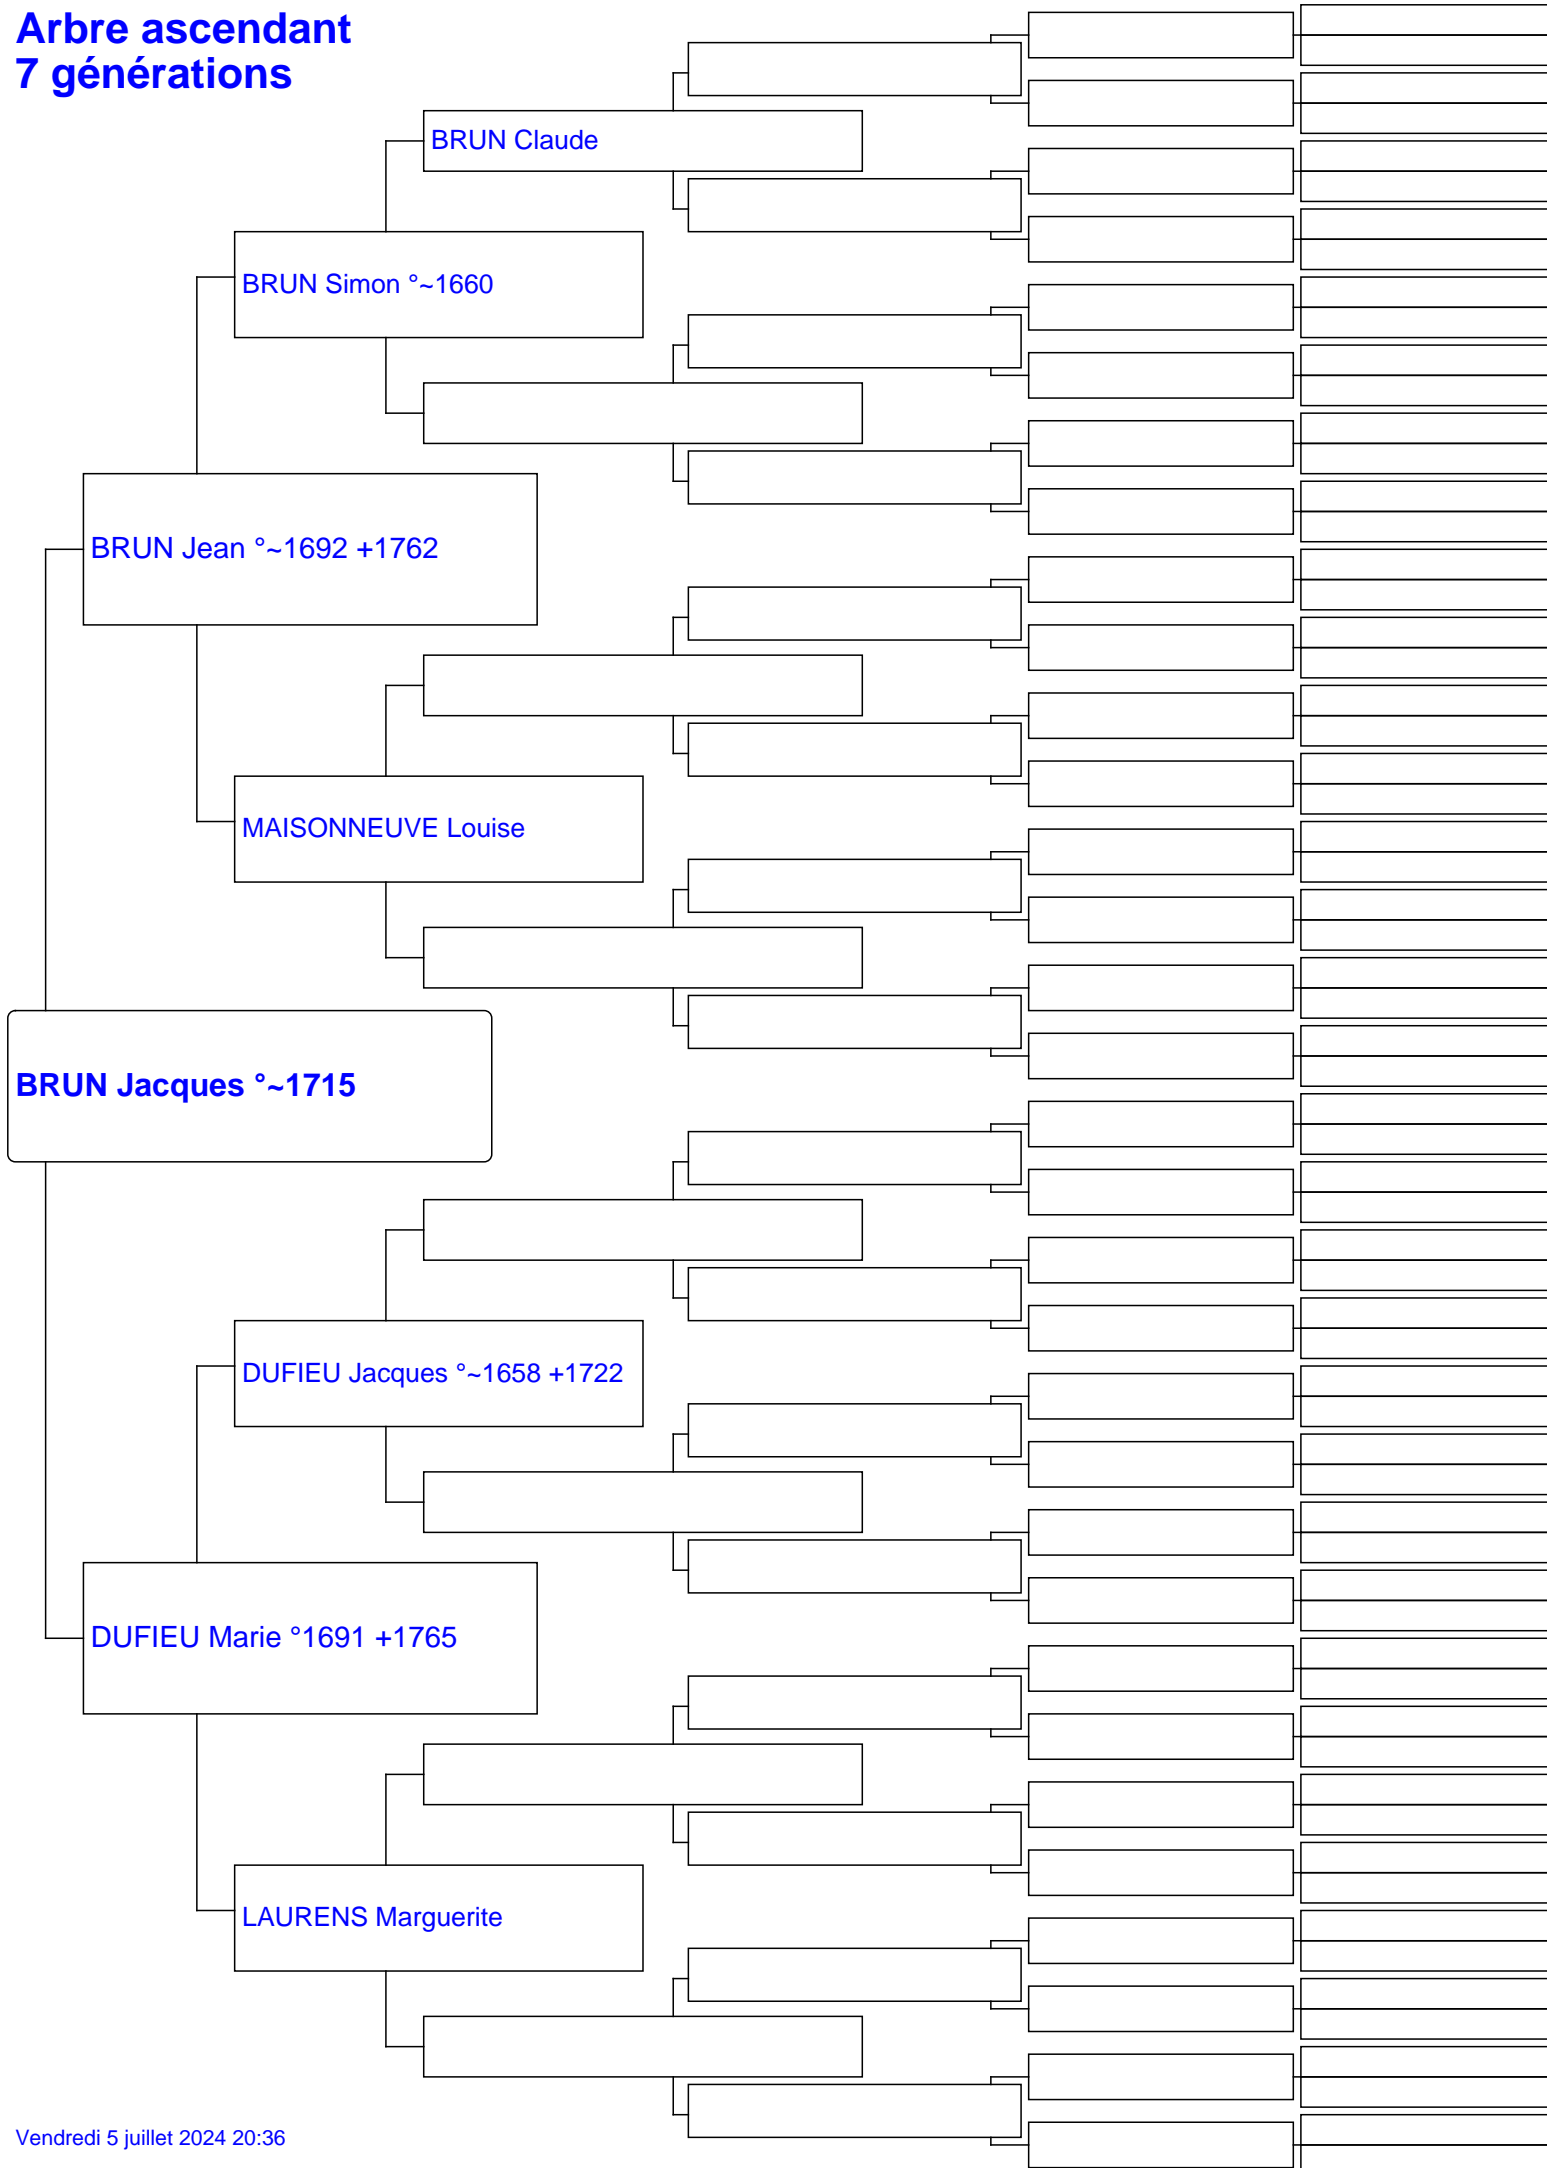 Arbre ascendant
7 générations
BRUN Claude
BRUN Simon °~1660
BRUN Jean °~1692 +1762
MAISONNEUVE Louise
BRUN Jacques °~1715
DUFIEU Jacques °~1658 +1722
DUFIEU Marie °1691 +1765
LAURENS Marguerite
Vendredi 5 juillet 2024 20:36